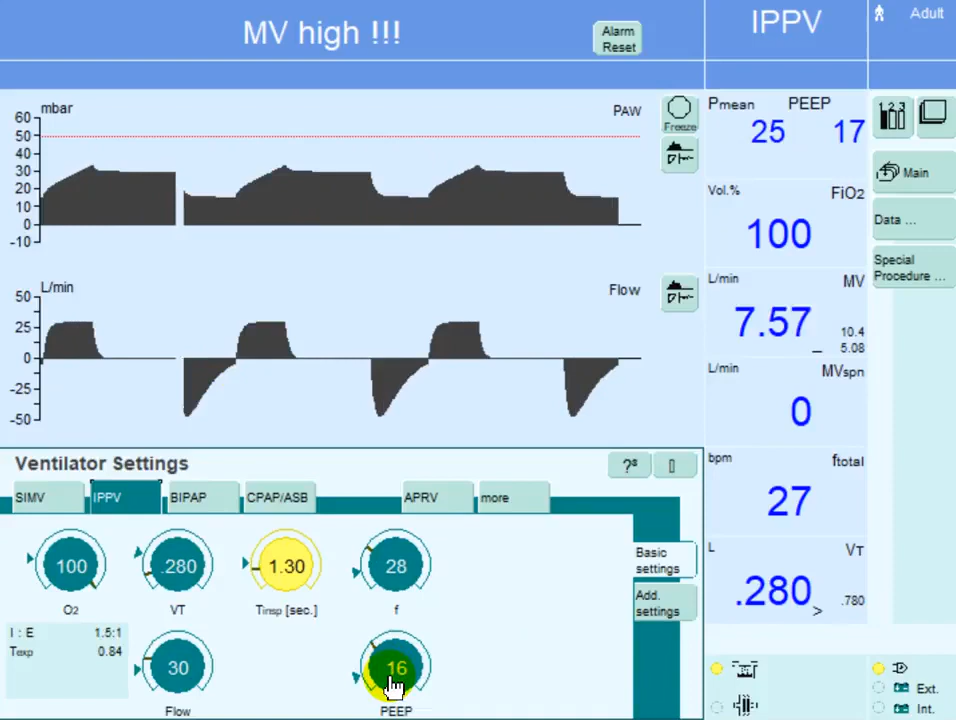 MV high !!!
Alarm
Reset
IPPV
Adult
mbar
PAW
60
50
40
30
20
10
0
-10
Freeze
Pmean
PEEP
25
17
1 2 3
Main
Data ...
Special
Procedure ...
Vol.%
FiO2
100
L/min
Flow
50
25
0
-25
-50
L/min
MV
7.57
10.4
5.08
L/min
MVspn
0
bpm
ftotal
27
L
VT
.280
.780
>
Ventilator Settings
SIMV
IPPV
BIPAP
CPAP/ASB
APRV
more
100
.280
1.30
28
O2
VT
Tinsp [sec.]
f
Basic
settings
Add.
settings
I : E
1.5:1
Texp
0.84
30
16
Flow
PEEP
Ext.
Int.